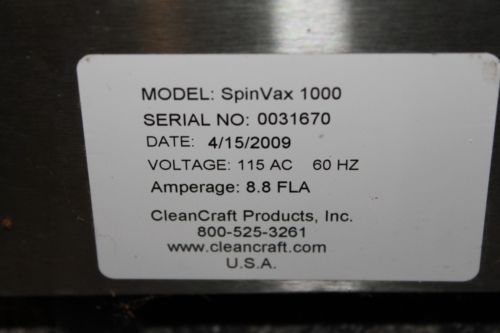 MODEL: SpinVax 1000
SERIAL NO: 0031670
DATE: 4/15/2009
VOLTAGE: 115 AC 60 HZ
Amperage: 8.8 FLA
CleanCraft Products, Inc.
800-525-3261
www.cleancraft.com
U.S.A.